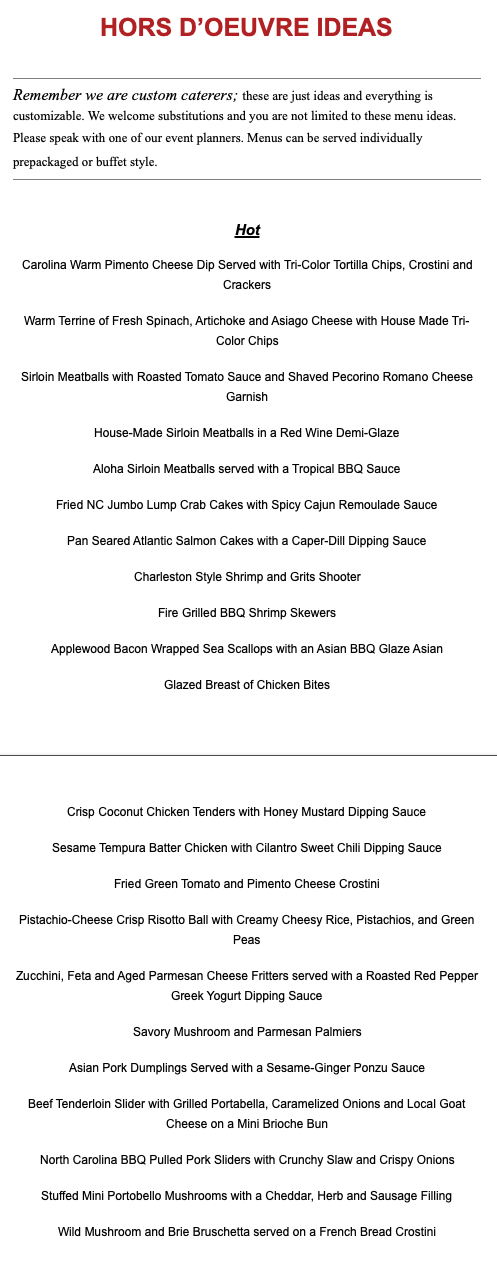 HORS D’OEUVRE IDEAS
Remember we are custom caterers; these are just ideas and everything is
customizable. We welcome substitutions and you are not limited to these menu ideas.
Please speak with one of our event planners. Menus can be served individually
prepackaged or buffet style.
Hot
Carolina Warm Pimento Cheese Dip Served with Tri-Color Tortilla Chips, Crostini and
Crackers
Warm Terrine of Fresh Spinach, Artichoke and Asiago Cheese with House Made Tri-
Color Chips
Sirloin Meatballs with Roasted Tomato Sauce and Shaved Pecorino Romano Cheese
Garnish
House-Made Sirloin Meatballs in a Red Wine Demi-Glaze
Aloha Sirloin Meatballs served with a Tropical BBQ Sauce
Fried NC Jumbo Lump Crab Cakes with Spicy Cajun Remoulade Sauce
Pan Seared Atlantic Salmon Cakes with a Caper-Dill Dipping Sauce
Charleston Style Shrimp and Grits Shooter
Fire Grilled BBQ Shrimp Skewers
Applewood Bacon Wrapped Sea Scallops with an Asian BBQ Glaze Asian
Glazed Breast of Chicken Bites
Crisp Coconut Chicken Tenders with Honey Mustard Dipping Sauce
Sesame Tempura Batter Chicken with Cilantro Sweet Chili Dipping Sauce
Fried Green Tomato and Pimento Cheese Crostini
Pistachio-Cheese Crisp Risotto Ball with Creamy Cheesy Rice, Pistachios, and Green
Peas
Zucchini, Feta and Aged Parmesan Cheese Fritters served with a Roasted Red Pepper
Greek Yogurt Dipping Sauce
Savory Mushroom and Parmesan Palmiers
Asian Pork Dumplings Served with a Sesame-Ginger Ponzu Sauce
Beef Tenderloin Slider with Grilled Portabella, Caramelized Onions and Local Goat
Cheese on a Mini Brioche Bun
North Carolina BBQ Pulled Pork Sliders with Crunchy Slaw and Crispy Onions
Stuffed Mini Portobello Mushrooms with a Cheddar, Herb and Sausage Filling
Wild Mushroom and Brie Bruschetta served on a French Bread Crostini